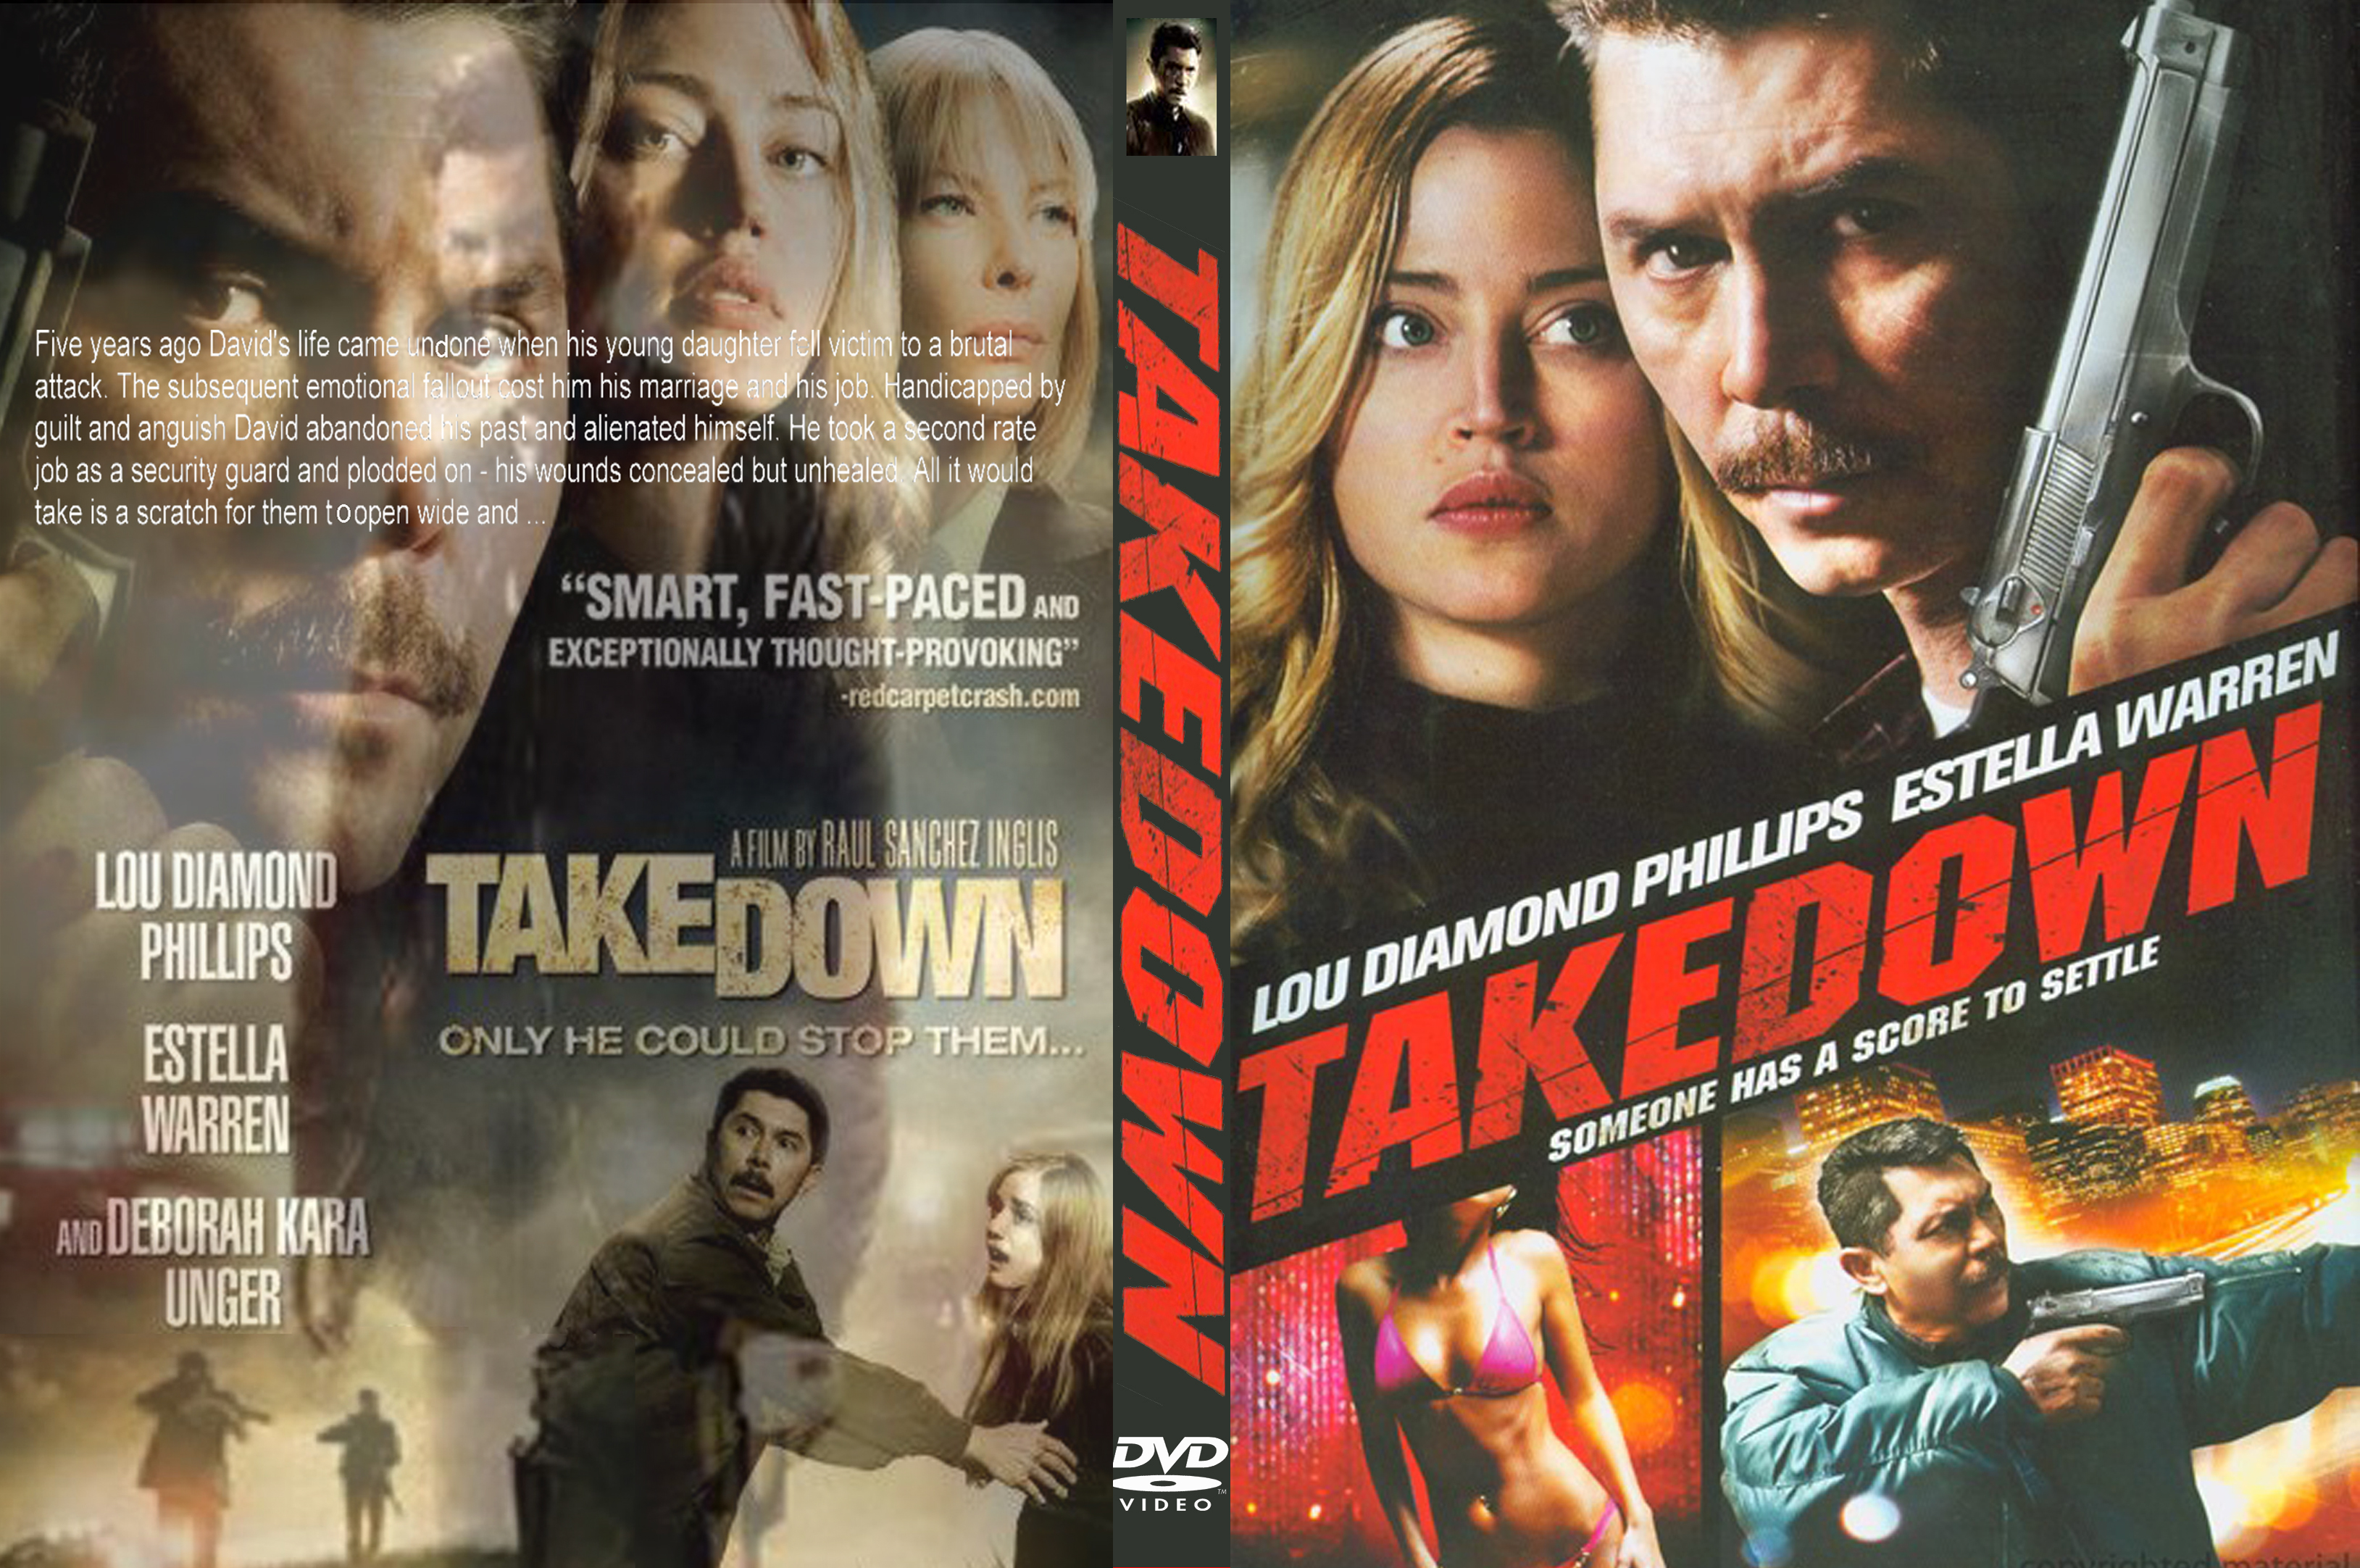 Five years ago David's life came undone when his young daughter fell victim to a brutal
attack. The subsequent emotional fallout cost him his marriage and his job. Handicapped by
guilt and anguish David abandoned his past and alienated himself. He took a second rate
job as a security guard and plodded on - his wounds concealed but unhealed. All it would
take is a scratch for them to open wide and ...
“SMART, FAST-PACED AND
EXCEPTIONALLY THOUGHT-PROVOKING”
-redcarpetcrash.com
A FILM BY RAUL SANCHEZ INGLIS
TAKEDOWN
ONLY HE COULD STOP THEM...
LOU DIAMOND
PHILLIPS
ESTELLA
WARREN
AND DEBORAH KARA
UNGER
TAKEDOWN
DVD
VIDEO
TM
LOU DIAMOND PHILLIPS ESTELLA WARREN
TAKEDOWN
SOMEONE HAS A SCORE TO SETTLE